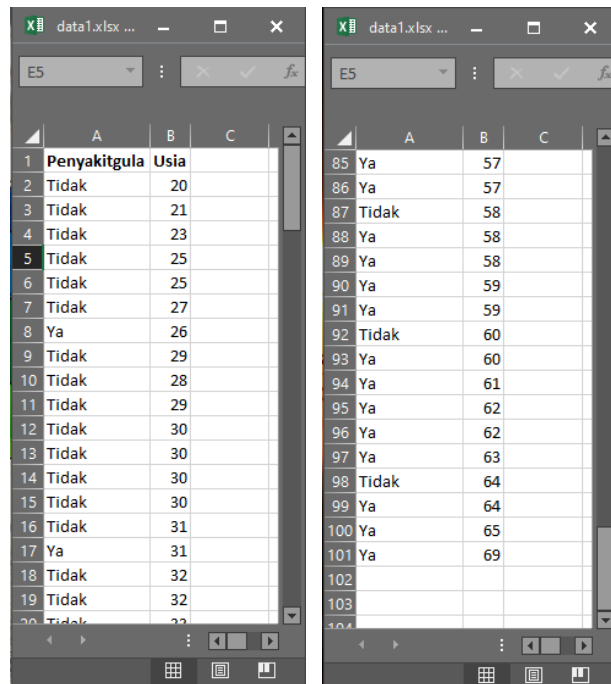 data1.xlsx ...
E5
fx
A B C
1 Penyakitgula Usia
2 Tidak 20
3 Tidak 21
4 Tidak 23
5 Tidak 25
6 Tidak 25
7 Tidak 27
8 Ya 26
9 Tidak 29
10 Tidak 28
11 Tidak 29
12 Tidak 30
13 Tidak 30
14 Tidak 30
15 Tidak 30
16 Tidak 31
17 Ya 31
18 Tidak 32
19 Tidak 32
20 Tidak
data1.xlsx ...
E5
fx
A B C
85 Ya 57
86 Ya 57
87 Tidak 58
88 Ya 58
89 Ya 58
90 Ya 59
91 Ya 59
92 Tidak 60
93 Ya 60
94 Ya 61
95 Ya 62
96 Ya 62
97 Ya 63
98 Tidak 64
99 Ya 64
100 Ya 65
101 Ya 69
102
103
104